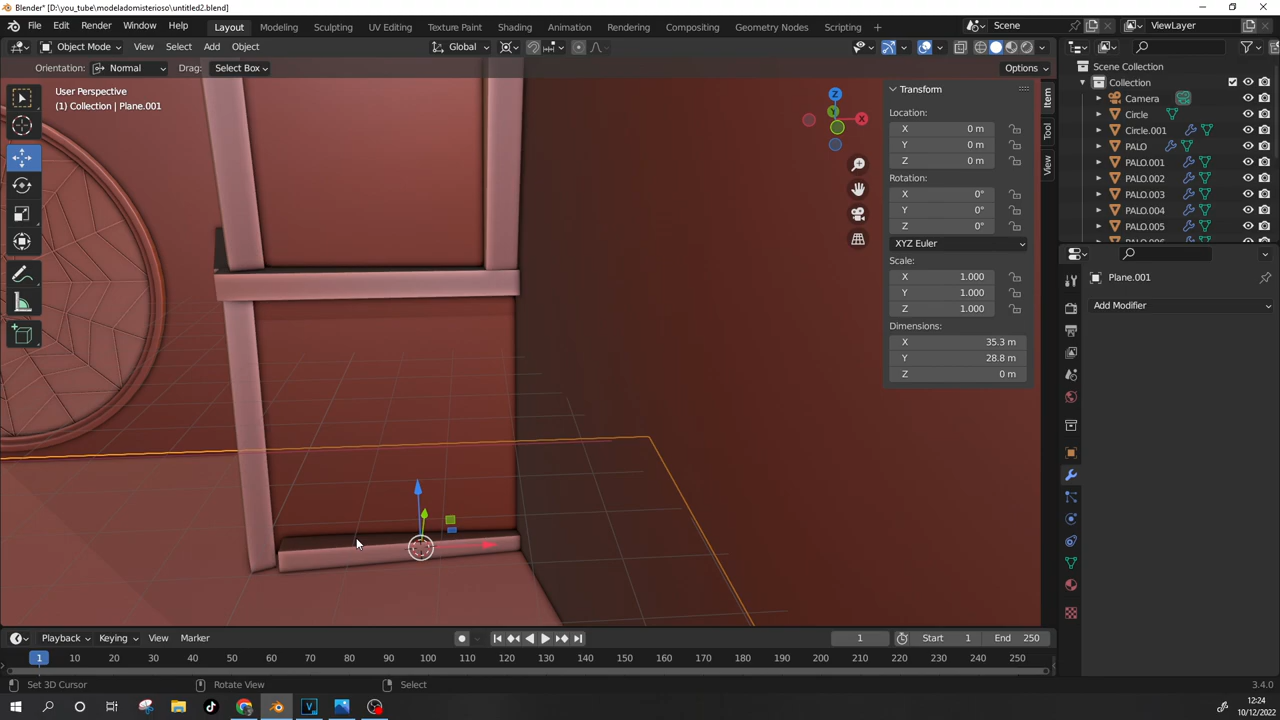 Blender* [D:\you_tube\modeladomisterioso\untitled2.blend]
File Edit Render Window Help Layout Modeling Sculpting UV Editing Texture Paint Shading Animation Rendering Compositing Geometry Nodes Scripting Scene ViewLayer
Object Mode View Select Add Object Global
Orientation: Normal Drag: Select Box Options
User Perspective
(1) Collection | Plane.001
Transform
Location:
X 0 m
Y 0 m
Z 0 m
Rotation:
X 0°
Y 0°
Z 0°
XYZ Euler
Scale:
X 1.000
Y 1.000
Z 1.000
Dimensions:
X 35.3 m
Y 28.8 m
Z 0 m
Item
Tool
View
Z
Y
X
Scene Collection
Collection
Camera
Circle
Circle.001
PALO
PALO.001
PALO.002
PALO.003
PALO.004
PALO.005
Plane.001
Add Modifier
Playback Keying View Marker 1 Start 1 End 250
1 10 20 30 40 50 60 70 80 90 100 110 120 130 140 150 160 170 180 190 200 210 220 230 240 250
Set 3D Cursor Rotate View Select 3.4.0
12:24
10/12/2022